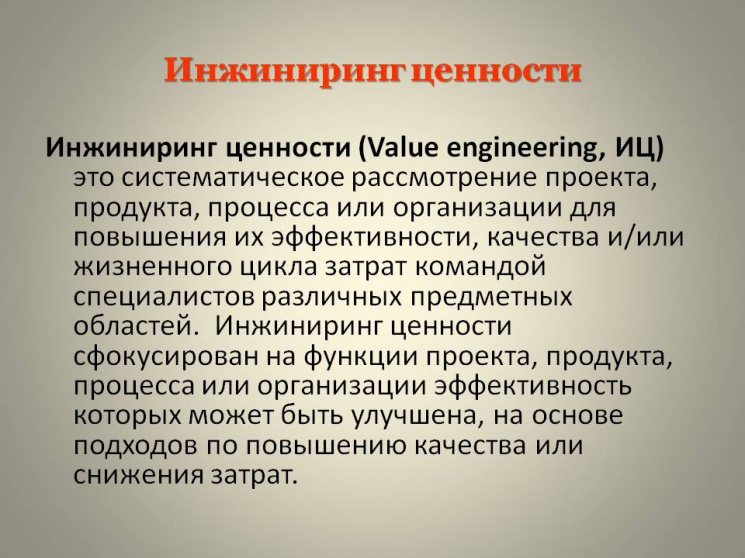 Инжиниринг ценности
Инжиниринг ценности (Value engineering, ИЦ)
это систематическое рассмотрение проекта,
продукта, процесса или организации для
повышения их эффективности, качества и/или
жизненного цикла затрат командой
специалистов различных предметных
областей. Инжиниринг ценности
сфокусирован на функции проекта, продукта,
процесса или организации эффективность
которых может быть улучшена, на основе
подходов по повышению качества или
снижения затрат.